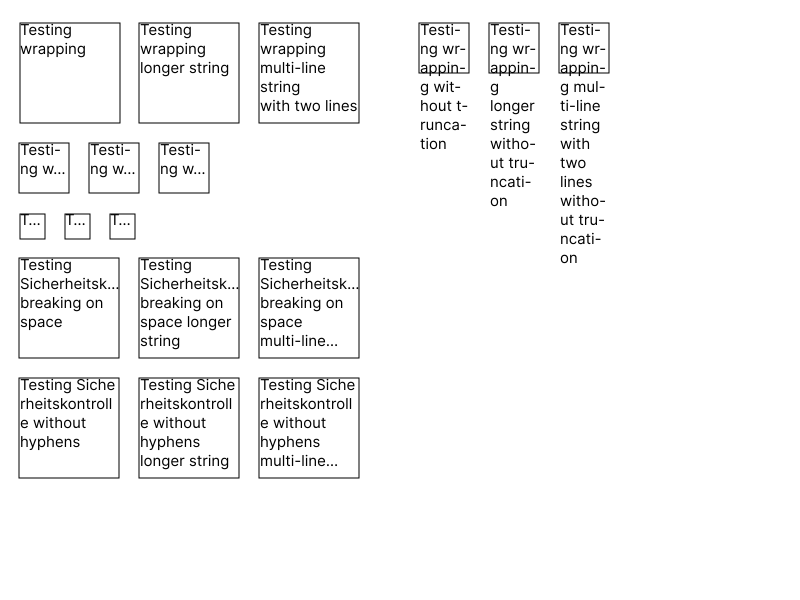 Testing
wrapping
Testing
wrapping
longer string
Testing
wrapping
multi-line
string
with two lines
Testi-
ng wr-
appin-
g wit-
hout t-
runca-
tion
Testi-
ng wr-
appin-
g
longer
string
witho-
ut tru-
ncati-
on
Testi-
ng wr-
appin-
g mul-
ti-line
string
with
two
lines
witho-
ut tru-
ncati-
on
Testi-
ng w...
Testi-
ng w...
Testi-
ng w...
T...
T...
T...
Testing
Sicherheitsk...
breaking on
space
Testing
Sicherheitsk...
breaking on
space longer
string
Testing
Sicherheitsk...
breaking on
space
multi-line...
Testing Siche
rheitskontroll
e without
hyphens
Testing Siche
rheitskontroll
e without
hyphens
longer string
Testing Siche
rheitskontroll
e without
hyphens
multi-line...